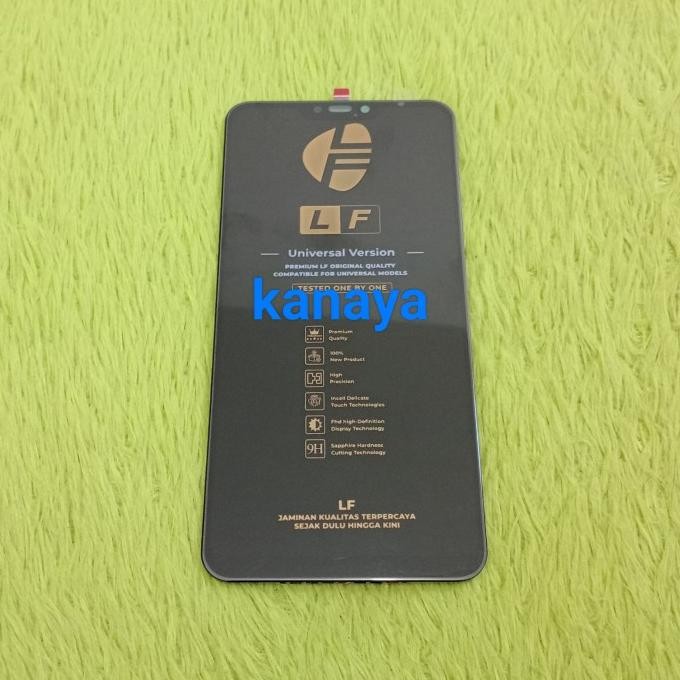 LF
Universal Version
PREMIUM LF ORIGINAL QUALITY
COMPATIBLE FOR UNIVERSAL MODELS
TESTED ONE BY ONE
kanaya
Premium
Quality
100%
New Product
High
Precision
Incell Delicate
Touch Technologies
Fhd high-Definition
Display Technology
9H
Sapphire Hardness
Cutting Technology
LF
JAMINAN KUALITAS TERPERCAYA
SEJAK DULU HINGGA KINI